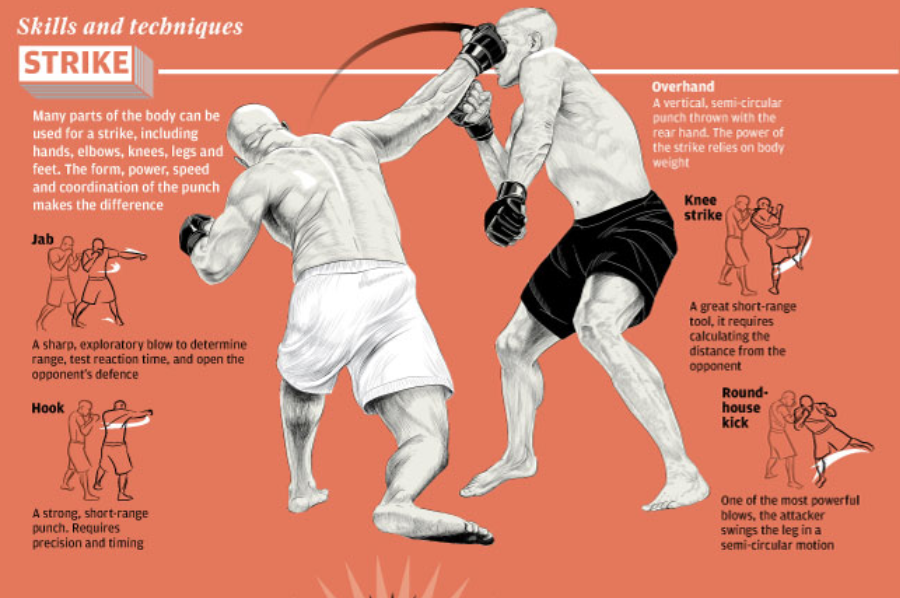 Skills and techniques
STRIKE
Many parts of the body can be
used for a strike, including
hands, elbows, knees, legs and
feet. The form, power, speed
and coordination of the punch
makes the difference
Jab
A sharp, exploratory blow to determine
range, test reaction time, and open the
opponent's defence
Hook
A strong, short-range
punch. Requires
precision and timing
Overhand
A vertical, semi-circular
punch thrown with the
rear hand. The power of
the strike relies on body
weight
Knee
strike
A great short-range
tool, it requires
calculating the
distance from the
opponent
Round-
house
kick
One of the most powerful
blows, the attacker
swings the leg in a
semi-circular motion